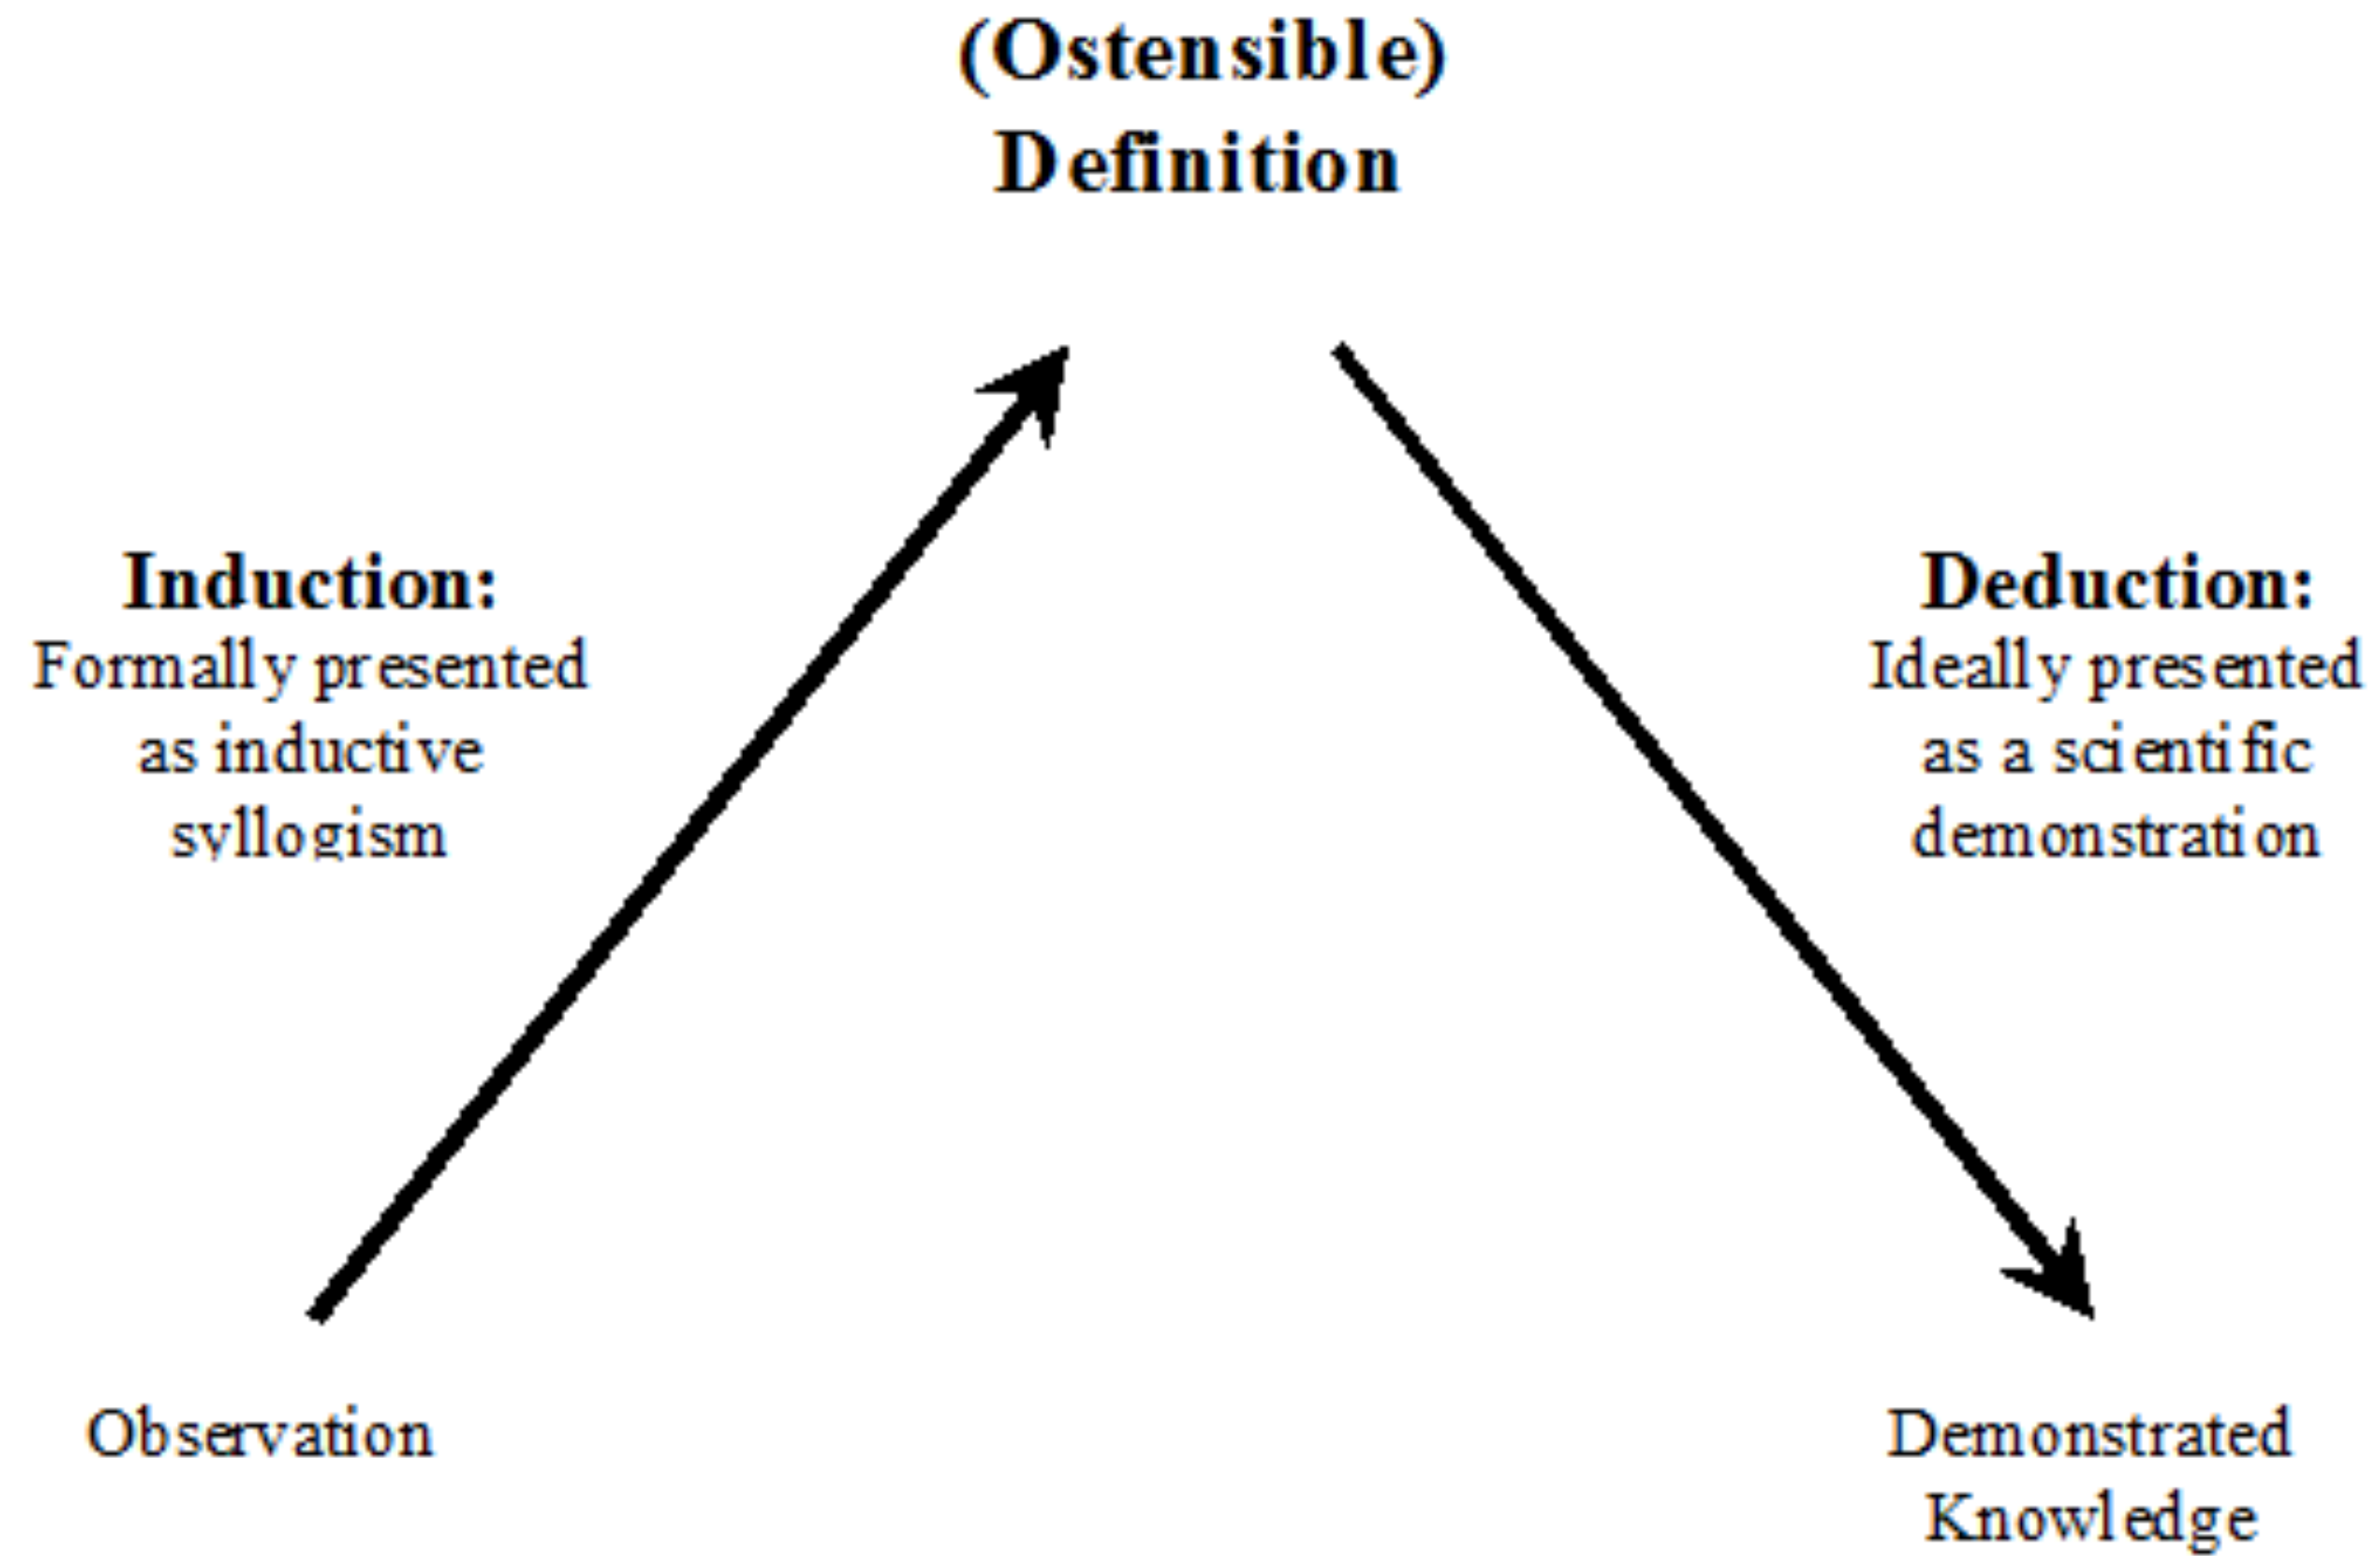 (Ostensible)
Definition
Induction:
Formally presented
as inductive
syllogism
Deduction:
Ideally presented
as a scientific
demonstration
Observation
Demonstrated
Knowledge